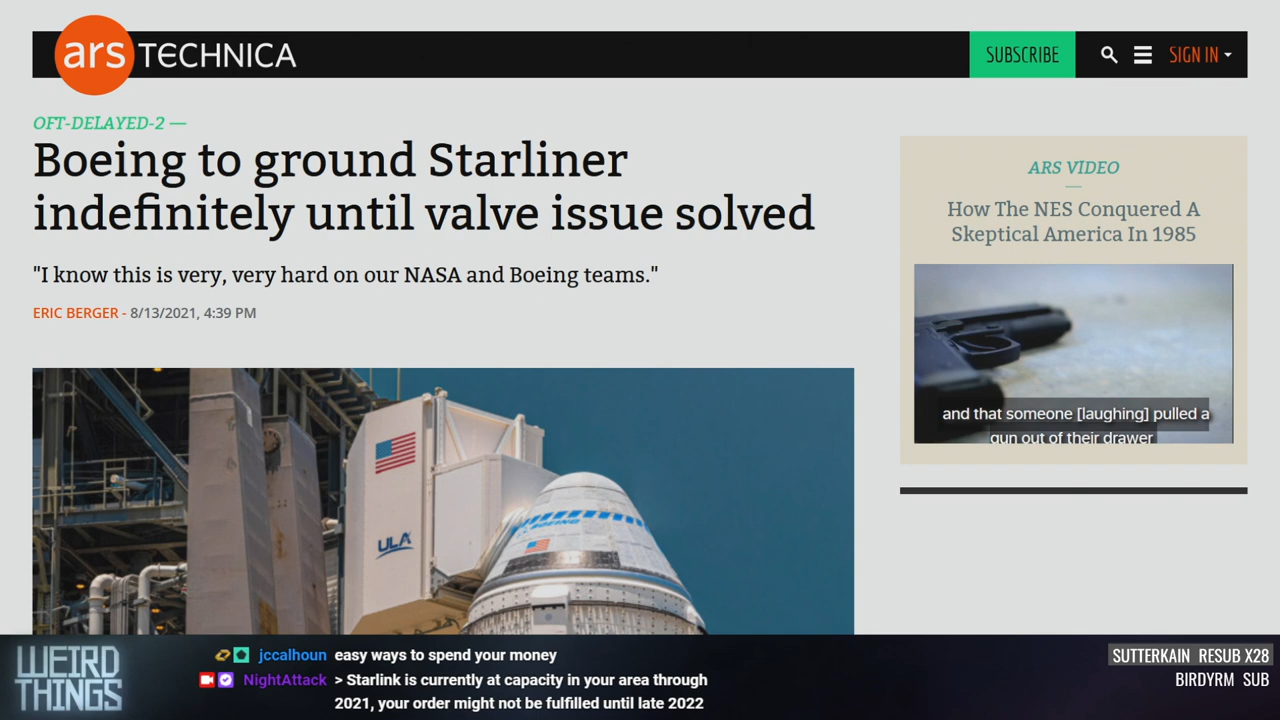 ars TECHNICA
SUBSCRIBE
SIGN IN
OFT-DELAYED-2 —
Boeing to ground Starliner
indefinitely until valve issue solved
"I know this is very, very hard on our NASA and Boeing teams."
ERIC BERGER - 8/13/2021, 4:39 PM
ARS VIDEO
How The NES Conquered A
Skeptical America In 1985
and that someone [laughing] pulled a
gun out of their drawer
ULA
BOEING
WEIRD
THINGS
jccalhoun easy ways to spend your money
NightAttack > Starlink is currently at capacity in your area through
2021, your order might not be fulfilled until late 2022
SUTTERKAIN RESUB X28
BIRDYRM SUB